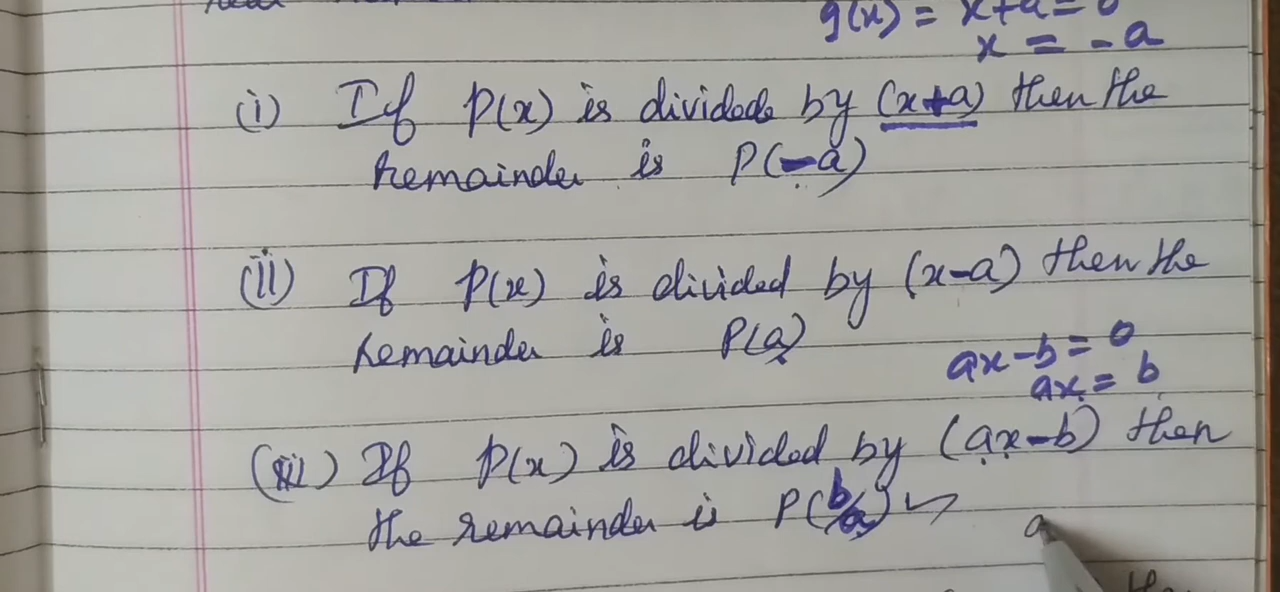 g(x) = x+a=0
x = -a
(i) If P(x) is divided by (x+a) then the
remainder is P(-a)
(ii) If P(x) is divided by (x-a) then the
remainder is P(a)
ax-b=0
ax=b
(iii) If P(x) is divided by (ax-b) then
the remainder is P(b/a)
a